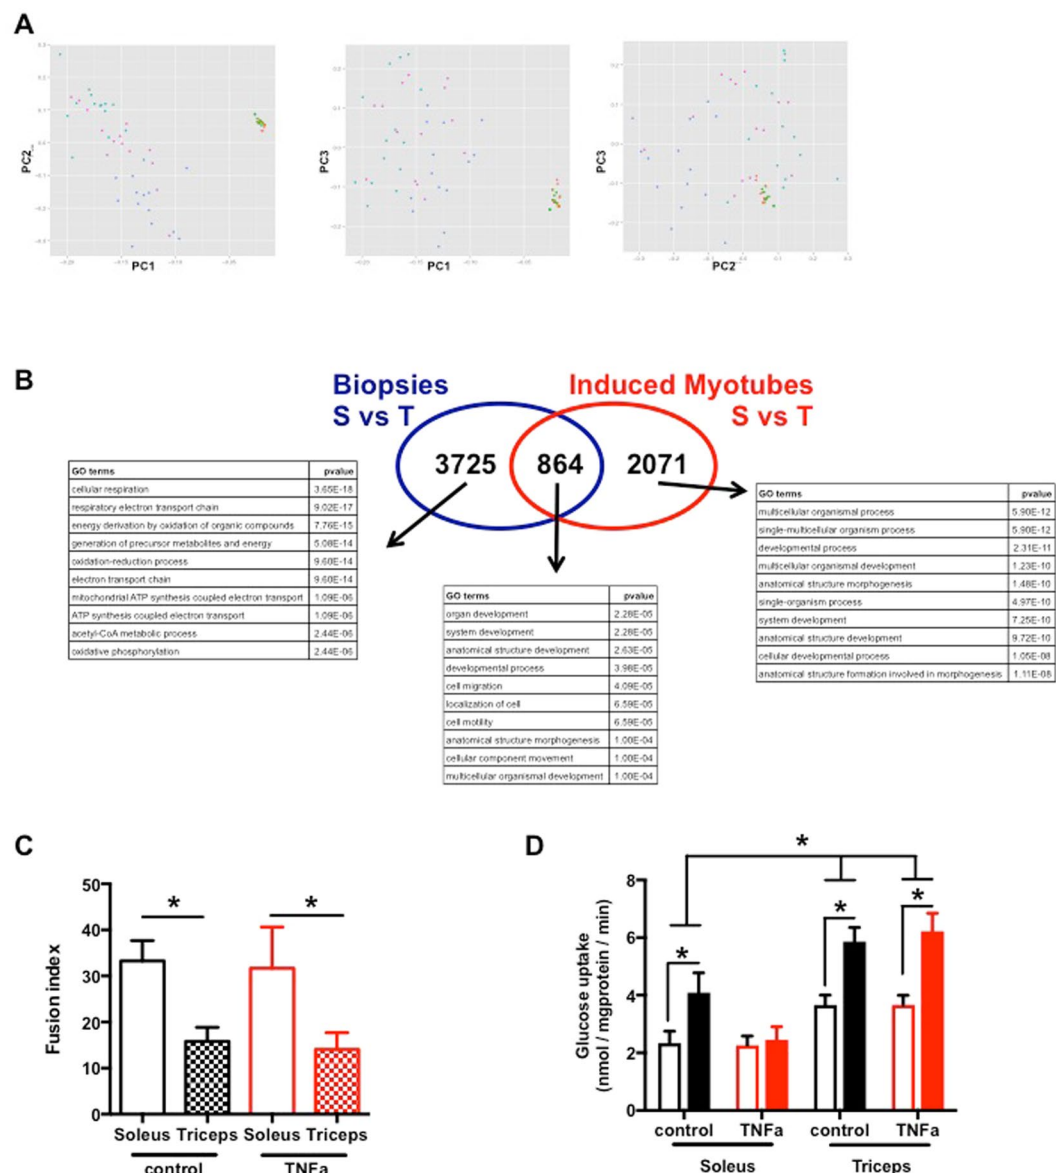 A
PC2
PC1
PC3
PC1
PC3
PC2
B
Biopsies
S vs T
Induced Myotubes
S vs T
3725
864
2071
GO terms pvalue
cellular respiration 3.65E-18
respiratory electron transport chain 9.02E-17
energy derivation by oxidation of organic compounds 7.76E-15
generation of precursor metabolites and energy 5.08E-14
oxidation-reduction process 9.60E-14
electron transport chain 9.60E-14
mitochondrial ATP synthesis coupled electron transport 1.09E-06
ATP synthesis coupled electron transport 1.09E-06
acetyl-CoA metabolic process 2.44E-06
oxidative phosphorylation 2.44E-06
GO terms pvalue
organ development 2.28E-05
system development 2.28E-05
anatomical structure development 2.63E-05
developmental process 3.98E-05
cell migration 4.09E-05
localization of cell 6.59E-05
cell motility 6.59E-05
anatomical structure morphogenesis 1.00E-04
cellular component movement 1.00E-04
multicellular organismal development 1.00E-04
GO terms pvalue
multicellular organismal process 5.90E-12
single-multicellular organism process 5.90E-12
developmental process 2.31E-11
multicellular organismal development 1.23E-10
anatomical structure morphogenesis 1.48E-10
single-organism process 4.97E-10
system development 7.25E-10
anatomical structure development 9.72E-10
cellular developmental process 1.05E-08
anatomical structure formation involved in morphogenesis 1.11E-08
C
Fusion index
50
40
30
20
10
0
* *
Soleus Triceps Soleus Triceps
control TNFa
D
Glucose uptake
(nmol / mgprotein / min)
8
6
4
2
0
*
* * *
control TNFa control TNFa
Soleus Triceps